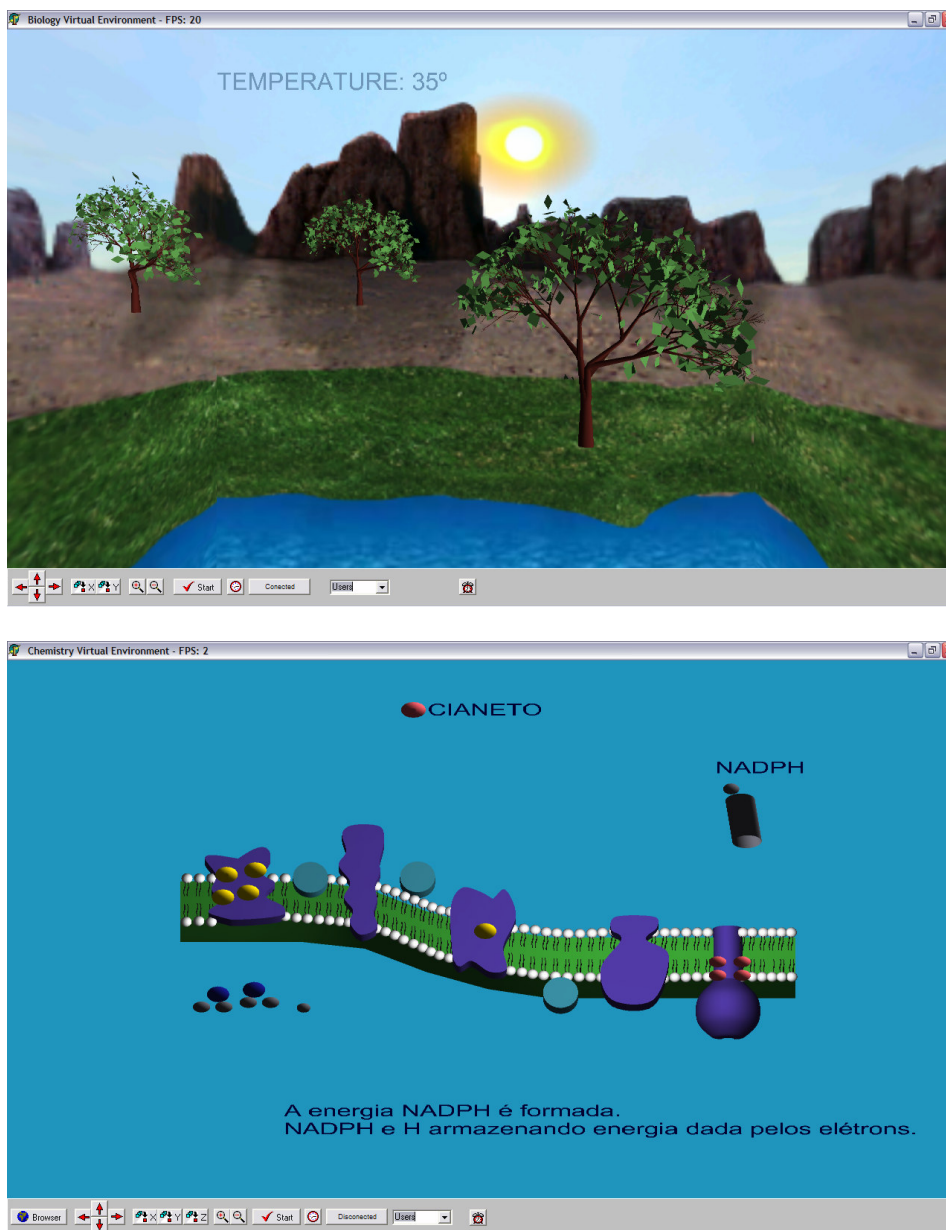 Biology Virtual Environment - FPS: 20
TEMPERATURE: 35º
X Y Start Conected Users
Chemistry Virtual Environment - FPS: 2
CIANETO
NADPH
A energia NADPH é formada.
NADPH e H armazenando energia dada pelos elétrons.
Browser X Y Z Start Disconected Users